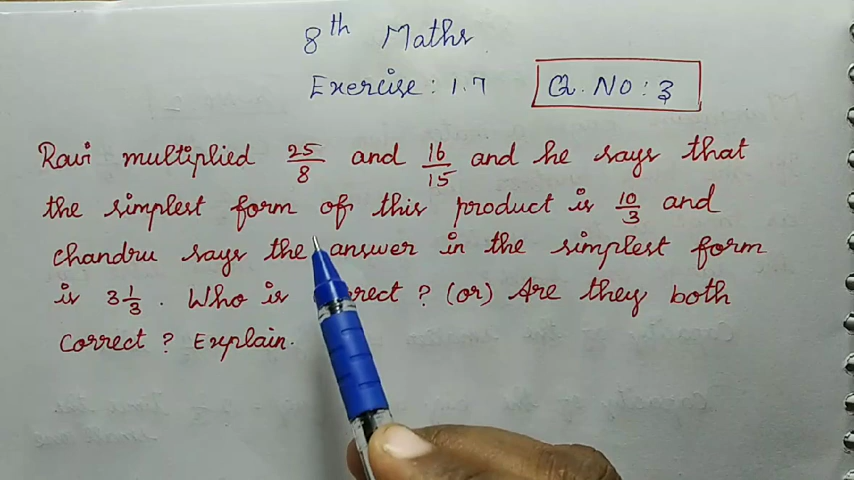 8th Maths
Exercise: 1.7
Q. NO: 3
Ravi multiplied 25/8 and 16/15 and he says that
the simplest form of this product is 10/3 and
chandru says the answer in the simplest form
is 3 1/3. Who is rrect? (or) Are they both
correct? Explain.